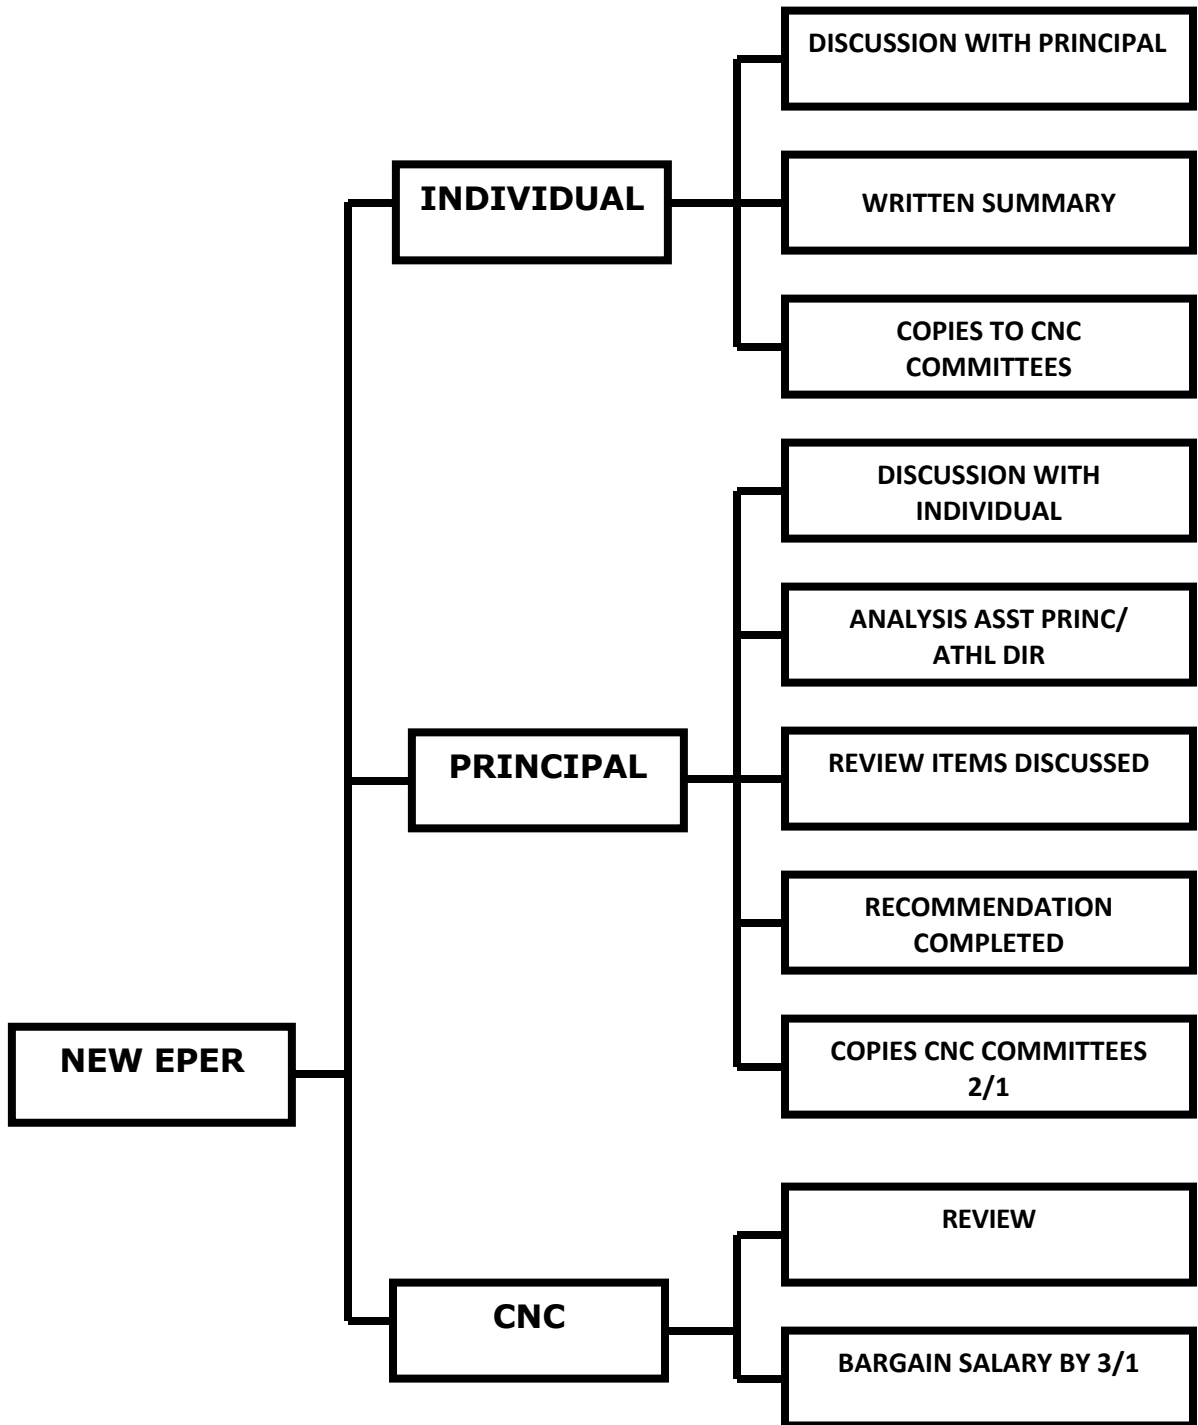 DISCUSSION WITH PRINCIPAL
INDIVIDUAL
WRITTEN SUMMARY
COPIES TO CNC
COMMITTEES
DISCUSSION WITH
INDIVIDUAL
ANALYSIS ASST PRINC/
ATHL DIR
PRINCIPAL
REVIEW ITEMS DISCUSSED
RECOMMENDATION
COMPLETED
NEW EPER
COPIES CNC COMMITTEES
2/1
REVIEW
CNC
BARGAIN SALARY BY 3/1